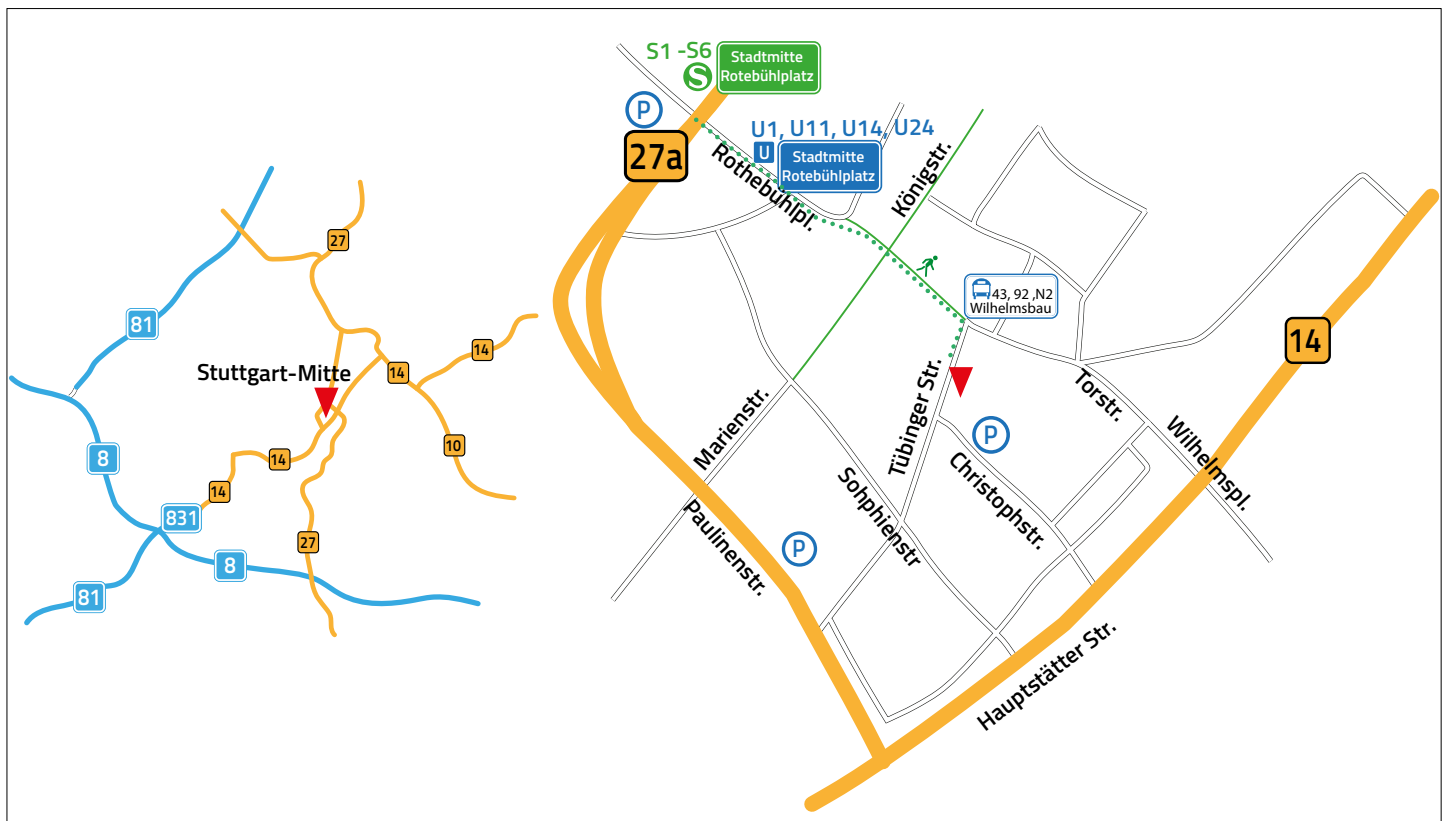 81
27
14
14
Stuttgart-Mitte
10
8
14
14
831
27
8
81
S1 -S6
S
Stadtmitte
Rotebühlplatz
P
27a
U1, U11, U14, U24
U
Stadtmitte
Rotebühlplatz
Rothebühlpl.
Königstr.
43, 92 ,N2
Wilhelmsbau
14
Tübinger Str.
Torstr.
Marienstr.
P
Wilhelmspl.
Christophstr.
Sohphienstr
Paulinenstr.
P
Hauptstätter Str.